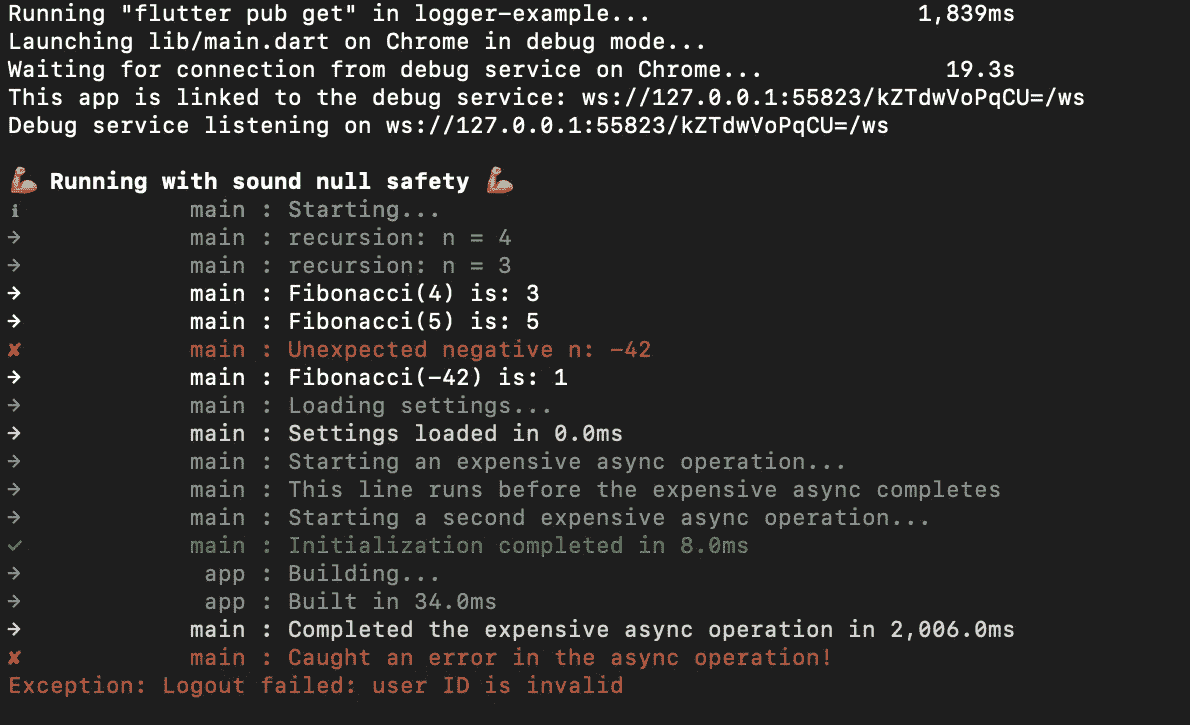 Running "flutter pub get" in logger-example... 1,839ms
Launching lib/main.dart on Chrome in debug mode...
Waiting for connection from debug service on Chrome... 19.3s
This app is linked to the debug service: ws://127.0.0.1:55823/kZTdwVoPqCU=/ws
Debug service listening on ws://127.0.0.1:55823/kZTdwVoPqCU=/ws
💪 Running with sound null safety 💪
ℹ main : Starting...
→ main : recursion: n = 4
→ main : recursion: n = 3
→ main : Fibonacci(4) is: 3
→ main : Fibonacci(5) is: 5
✘ main : Unexpected negative n: -42
→ main : Fibonacci(-42) is: 1
→ main : Loading settings...
→ main : Settings loaded in 0.0ms
→ main : Starting an expensive async operation...
→ main : This line runs before the expensive async completes
→ main : Starting a second expensive async operation...
✓ main : Initialization completed in 8.0ms
→ app : Building...
→ app : Built in 34.0ms
→ main : Completed the expensive async operation in 2,006.0ms
✘ main : Caught an error in the async operation!
Exception: Logout failed: user ID is invalid